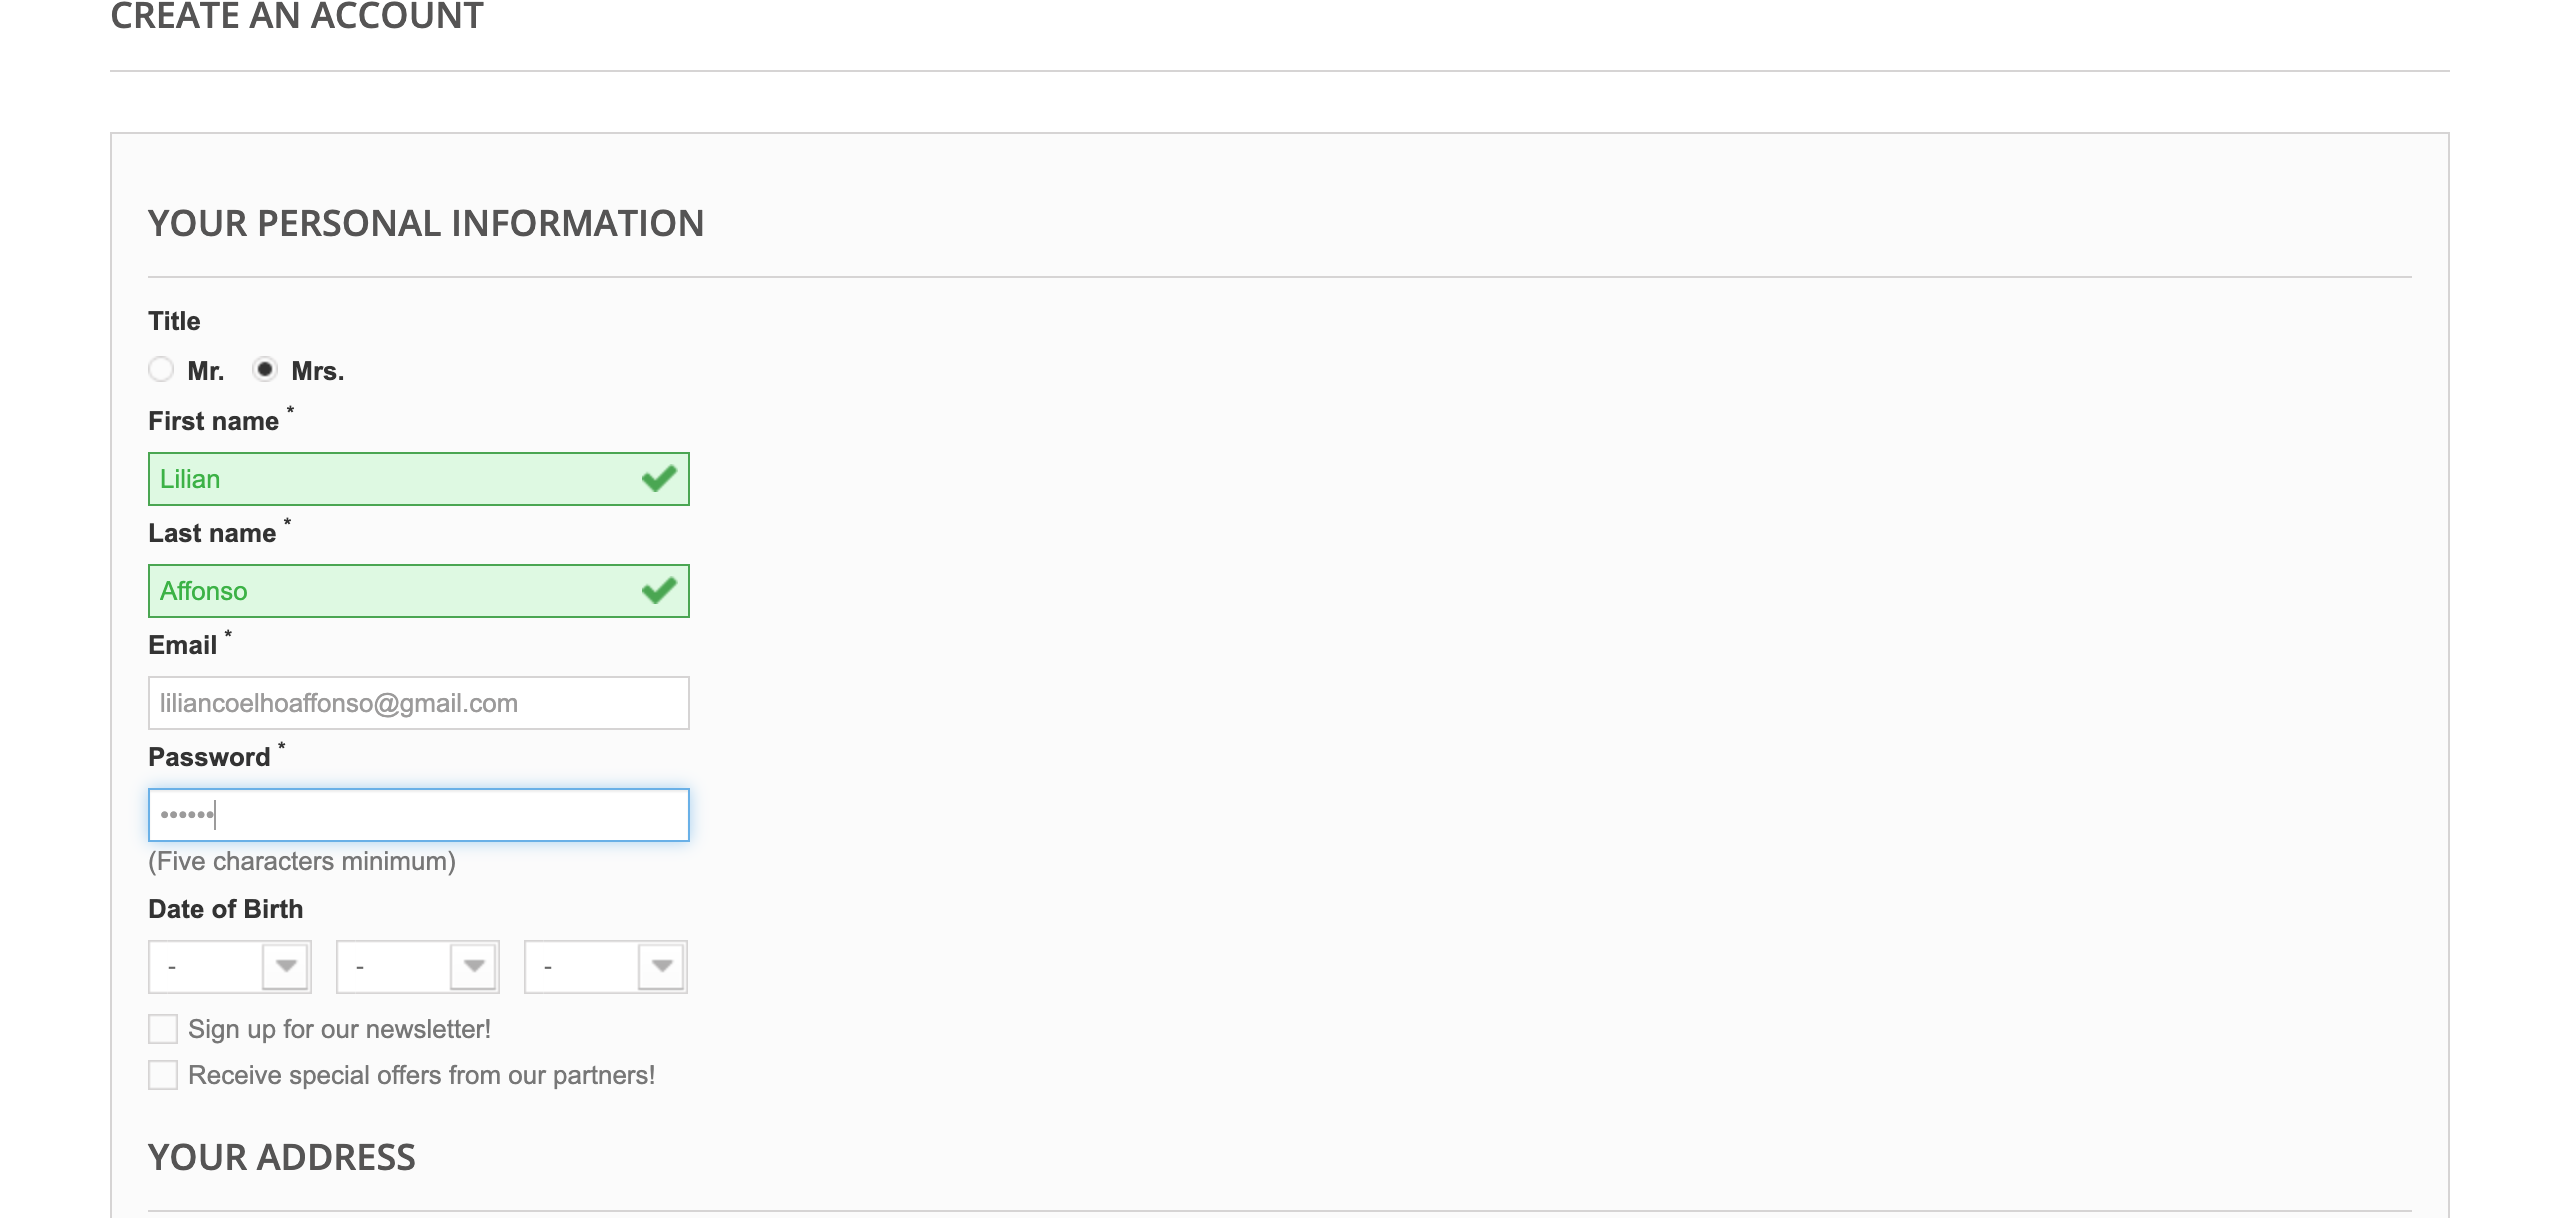 CREATE AN ACCOUNT
YOUR PERSONAL INFORMATION
Title
Mr. Mrs.
First name *
Lilian
Last name *
Affonso
Email *
liliancoelhoaffonso@gmail.com
Password *
••••••
(Five characters minimum)
Date of Birth
- - -
Sign up for our newsletter!
Receive special offers from our partners!
YOUR ADDRESS